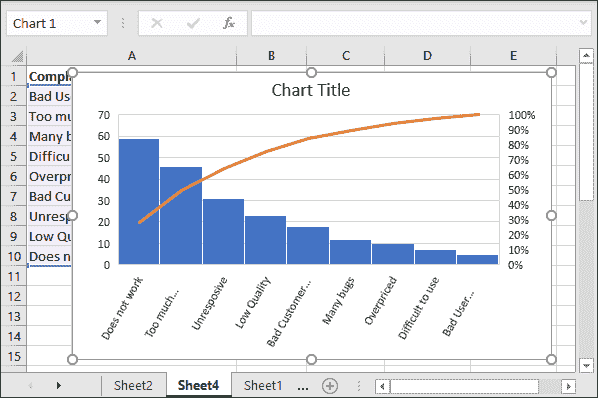 Chart 1
fx
A B C D E
1 Compl
2 Bad Us
3 Too mu
4 Many b
5 Difficu
6 Overpr
7 Bad Cu
8 Unresp
9 Low Qu
10 Does n
11
12
13
14
15
Chart Title
70
60
50
40
30
20
10
0
100%
90%
80%
70%
60%
50%
40%
30%
20%
10%
0%
Does not work
Too much...
Unresposive
Low Quality
Bad Customer...
Many bugs
Overpriced
Difficult to use
Bad User...
Sheet2 Sheet4 Sheet1 ...